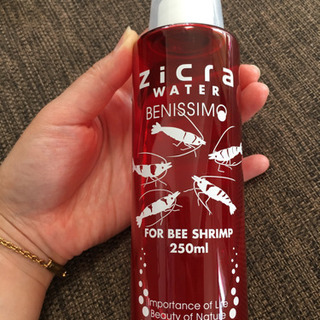 zicra
WATER
BENISSIMO
FOR BEE SHRIMP
250ml
Importance of Life
Beauty of Nature